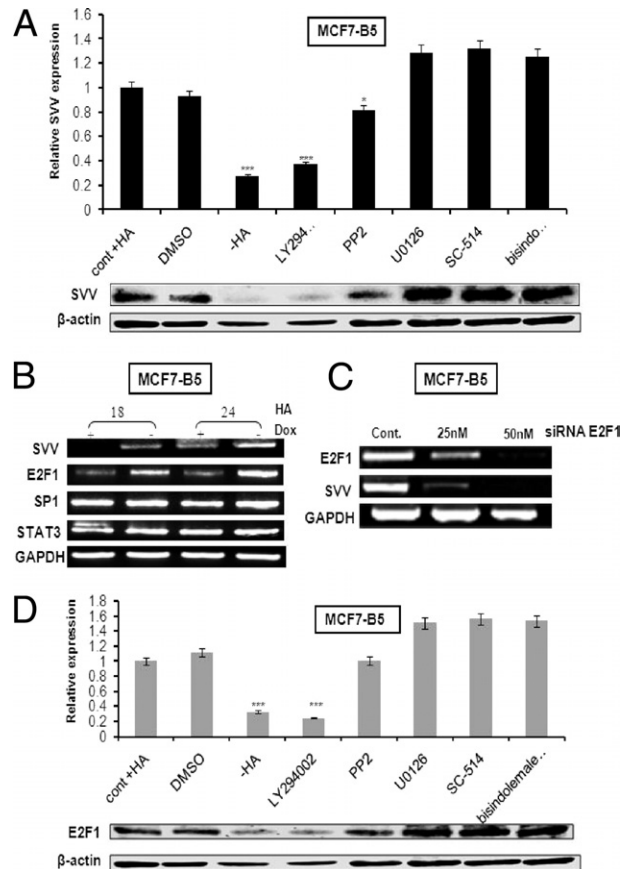 A
MCF7-B5
Relative SVV expression
1.6
1.4
1.2
1
0.8
0.6
0.4
0.2
0
***
***
*
cont +HA
DMSO
-HA
LY294..
PP2
U0126
SC-514
bisindo..
SVV
β-actin
B
MCF7-B5
18 24 HA
+ - + - Dox
SVV
E2F1
SP1
STAT3
GAPDH
C
MCF7-B5
Cont. 25nM 50nM siRNA E2F1
E2F1
SVV
GAPDH
D
MCF7-B5
Relative expression
1.8
1.6
1.4
1.2
1
0.8
0.6
0.4
0.2
0
***
***
cont +HA
DMSO
-HA
LY294002
PP2
U0126
SC-514
bisindolemale..
E2F1
β-actin